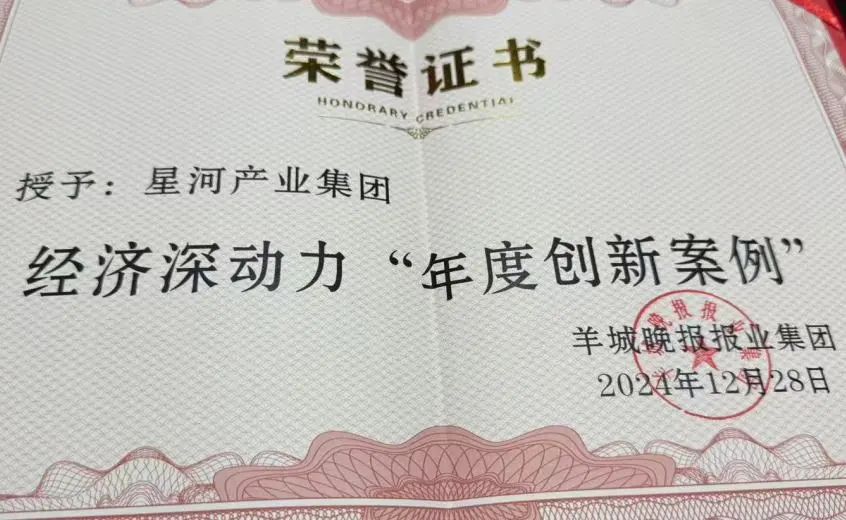 荣誉证书
HONORARY CREDENTIAL
授予：星河产业集团
经济深动力“年度创新案例”
羊城晚报报业集团
2024年12月28日